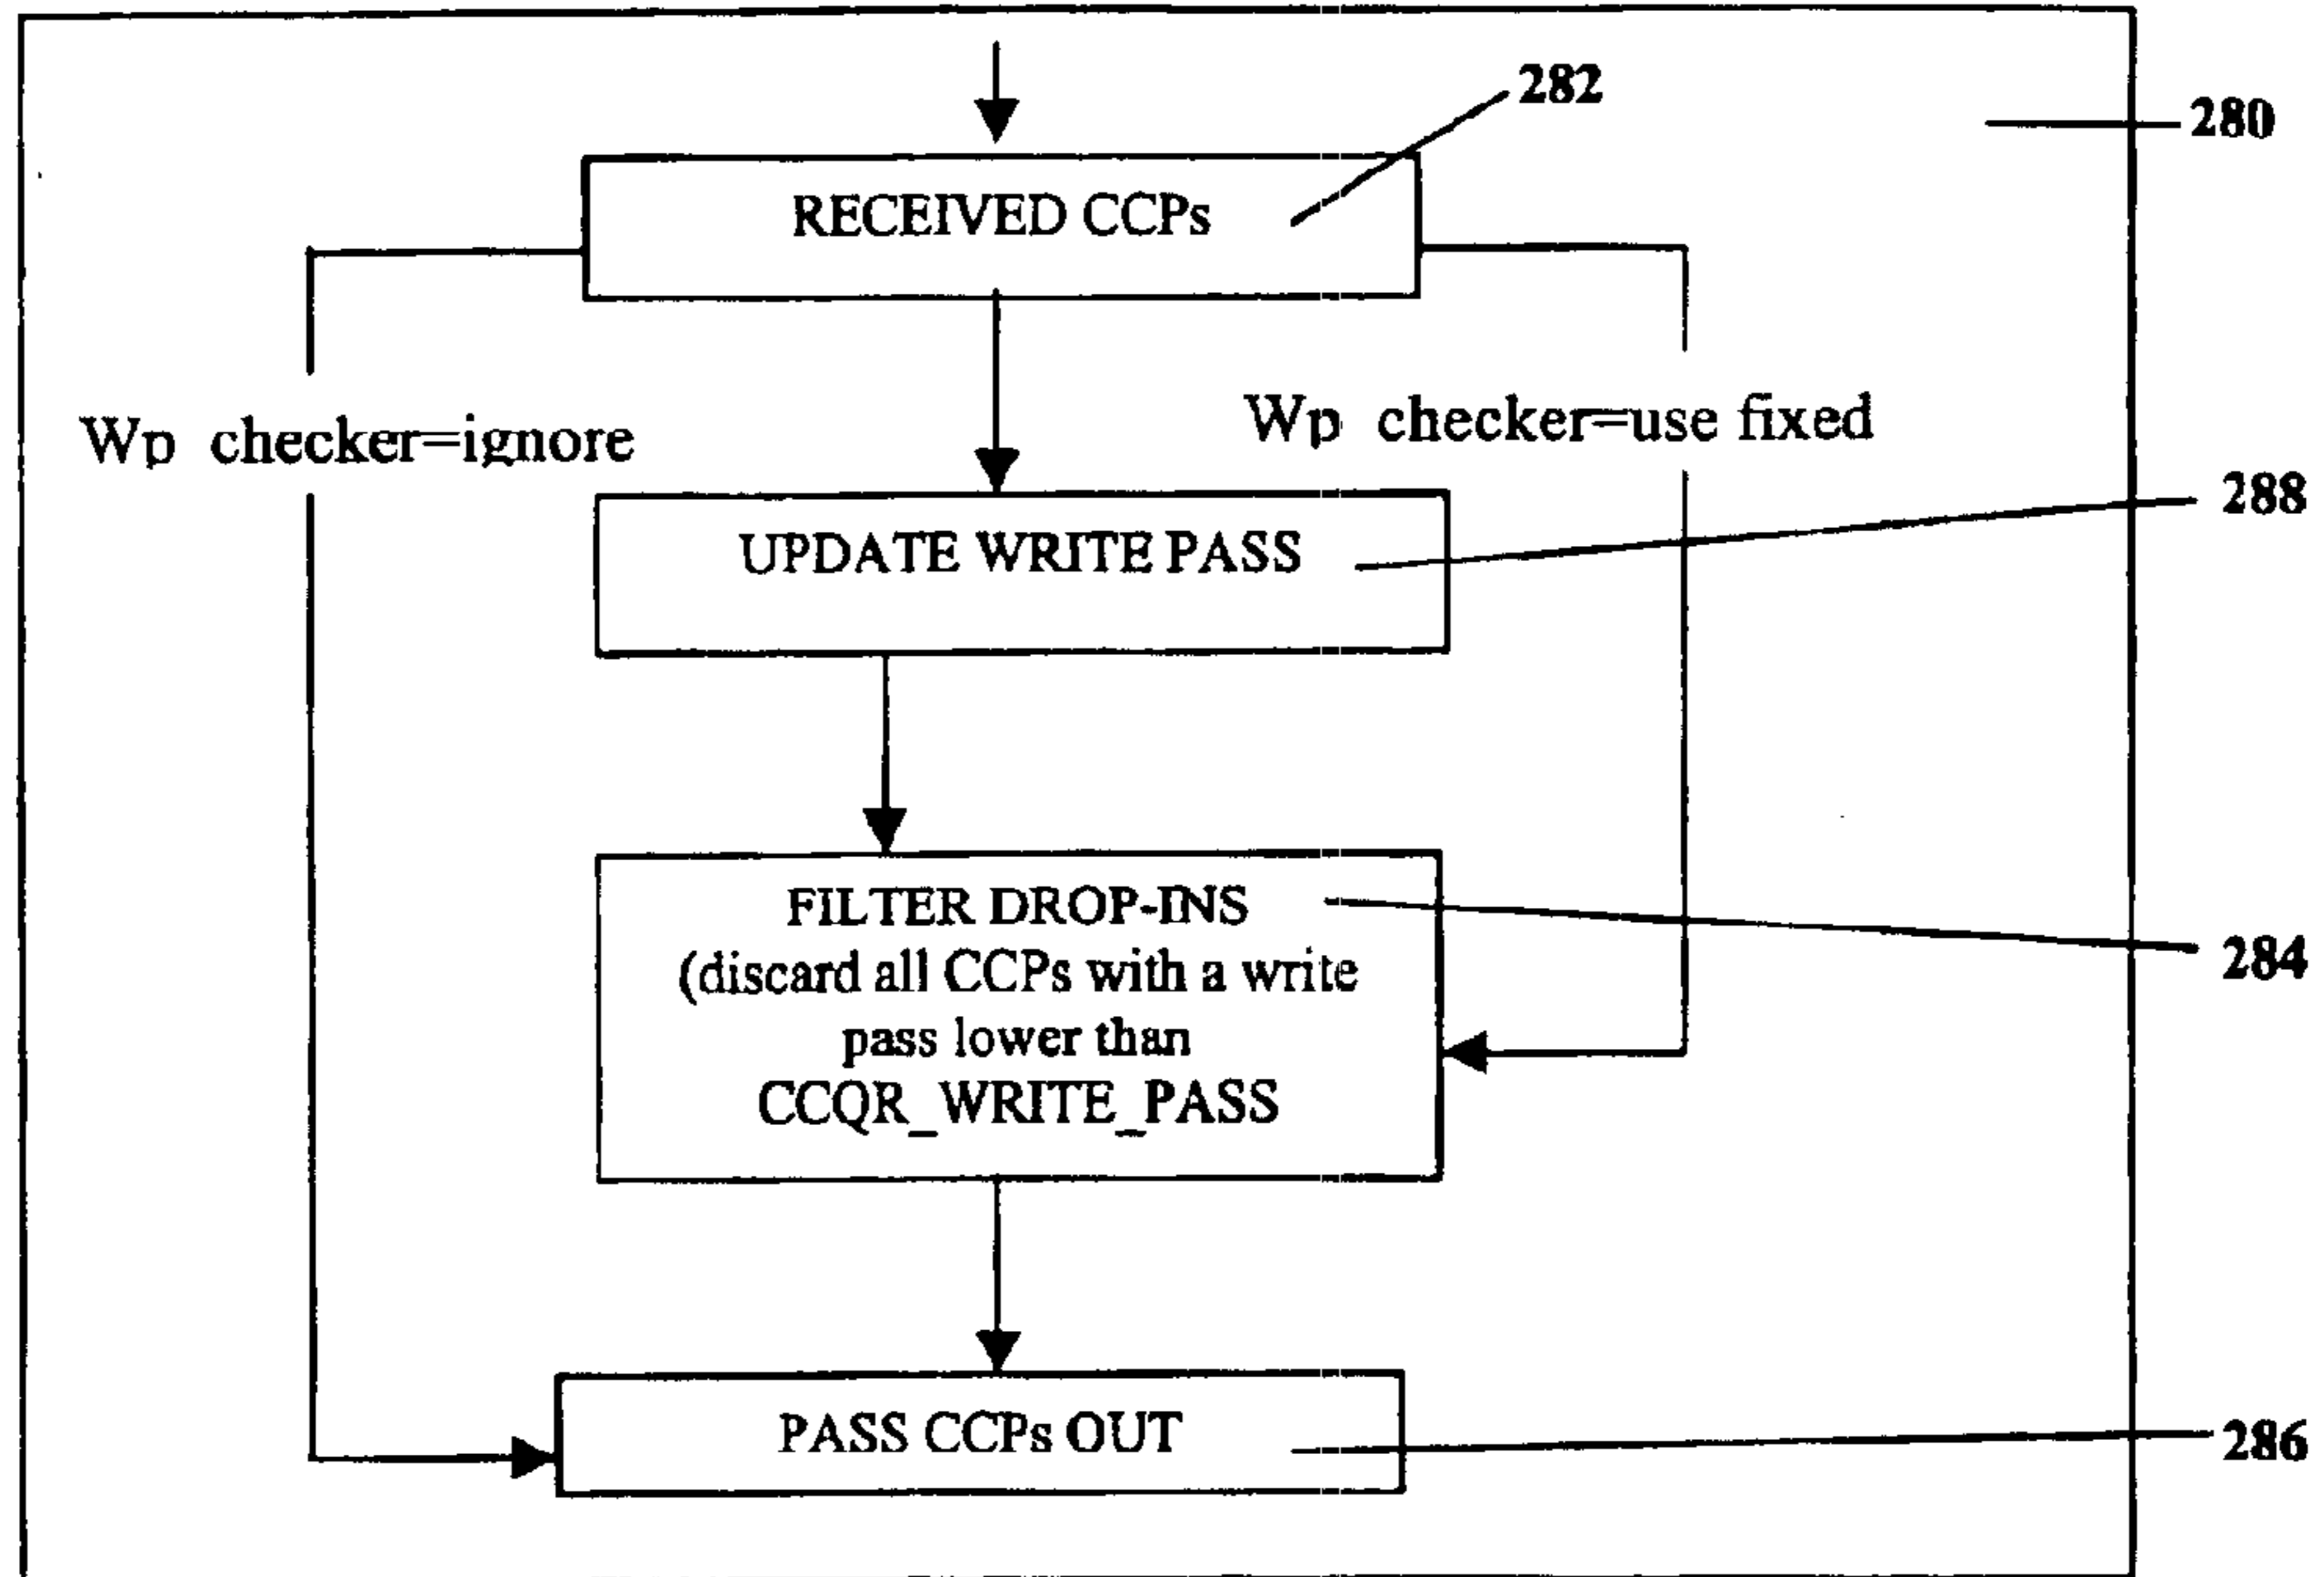 282
280
RECEIVED CCPs
Wp checker=ignore
Wp checker=use fixed
288
UPDATE WRITE PASS
FILTER DROP-INS
(discard all CCPs with a write
pass lower than
CCQR_WRITE_PASS
284
PASS CCPs OUT
286